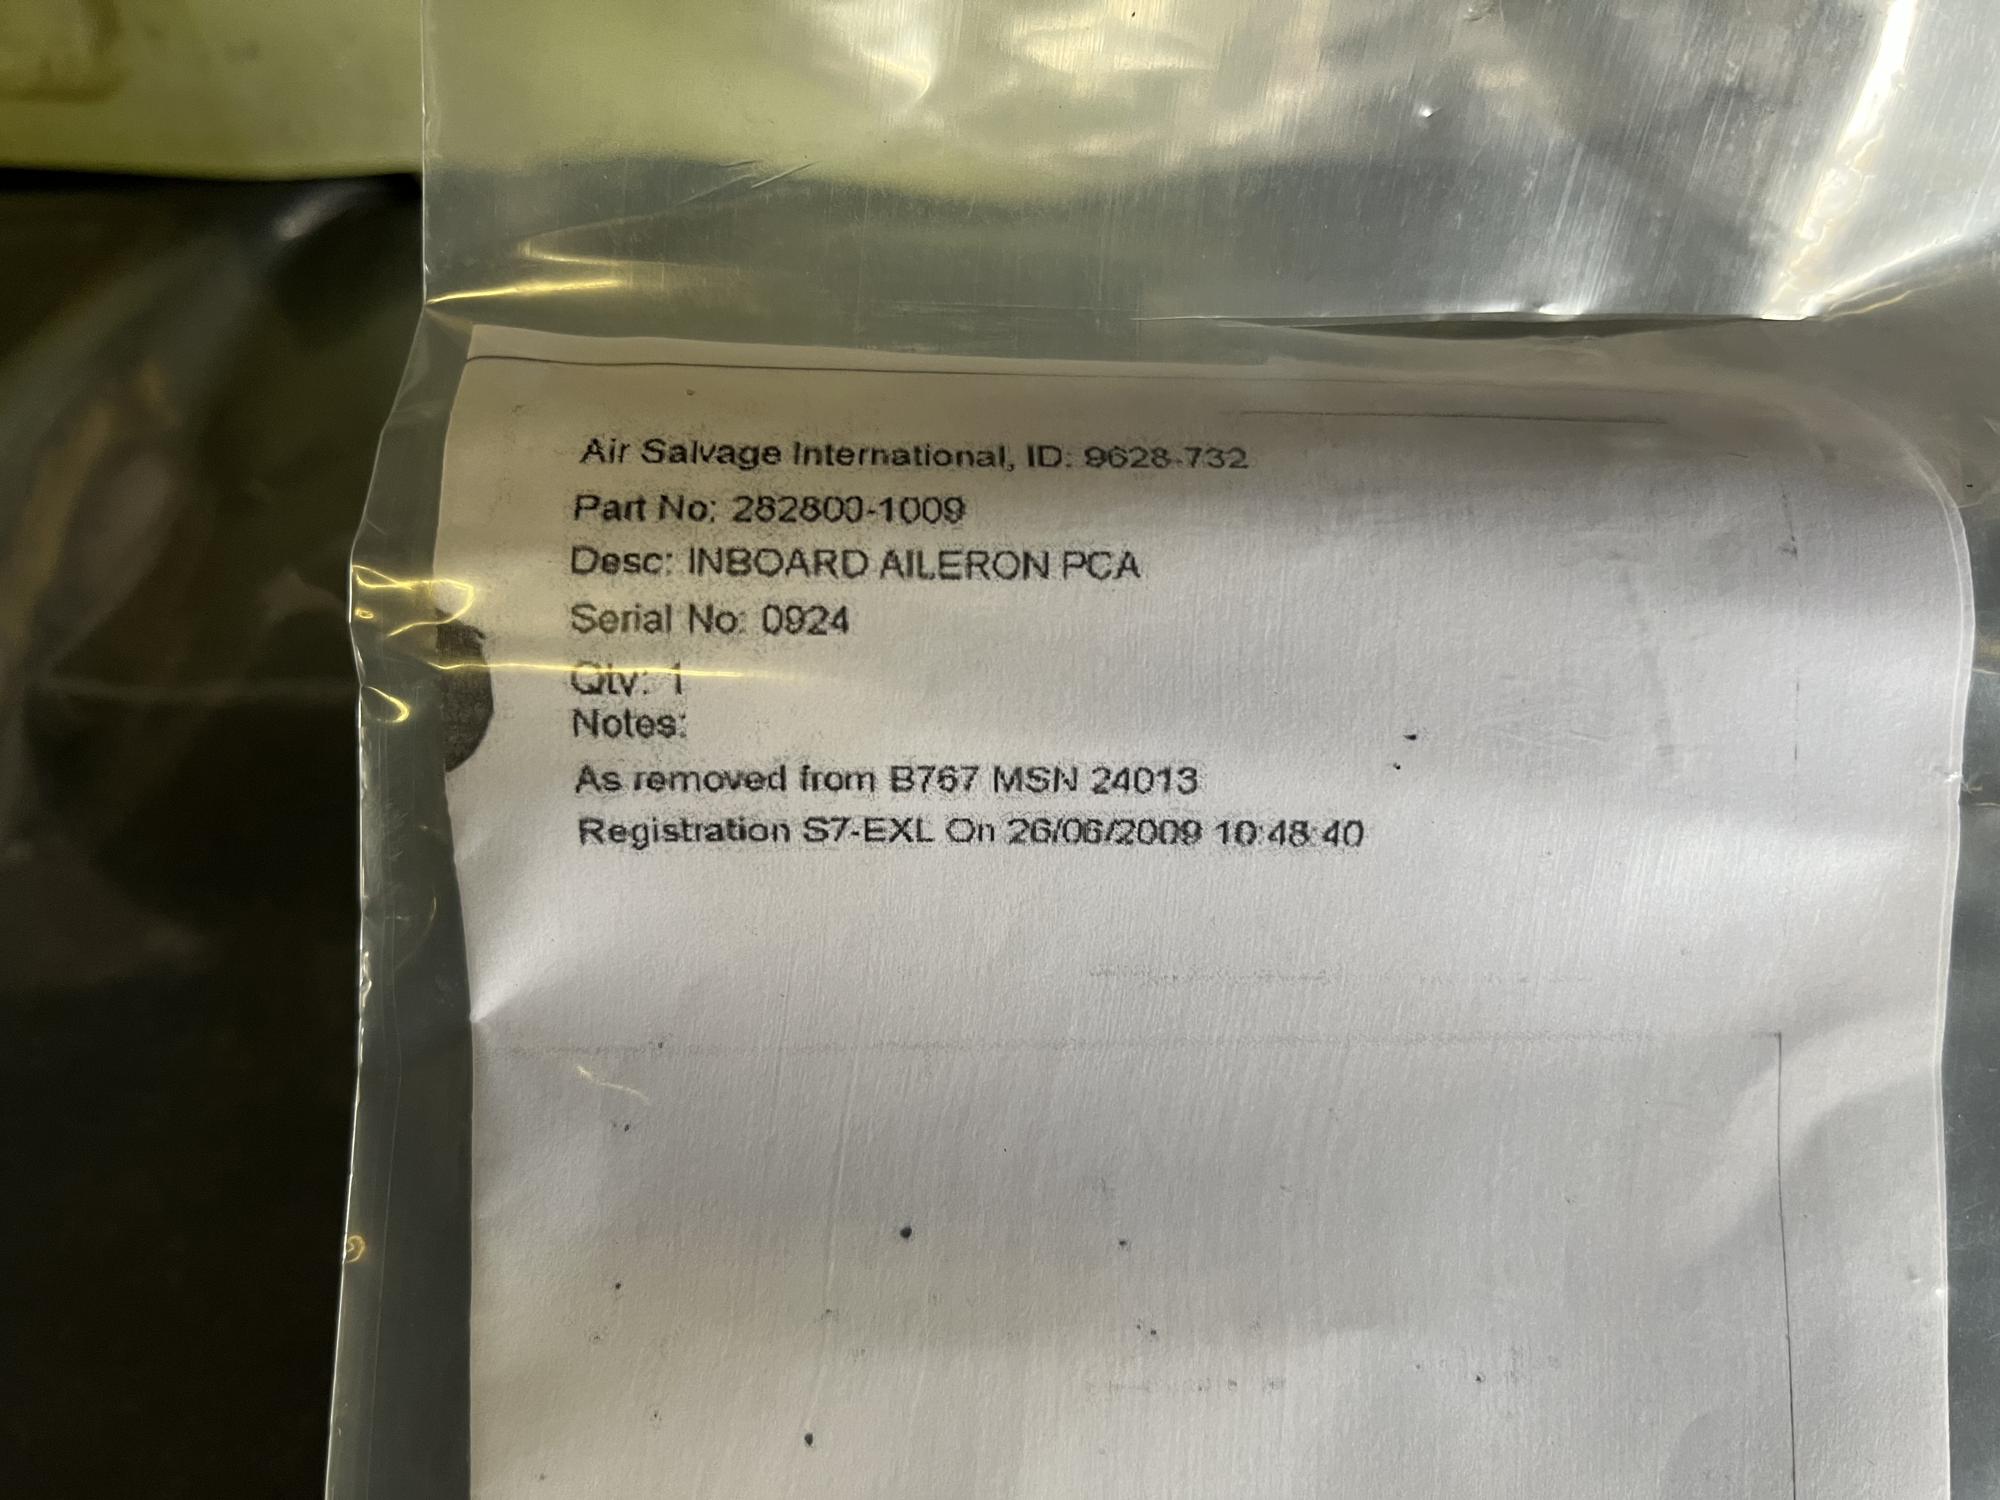 Air Salvage International, ID: 9628-732
Part No: 282800-1009
Desc: INBOARD AILERON PCA
Serial No: 0924
Qty: 1
Notes:
As removed from B767 MSN 24013
Registration S7-EXL On 26/06/2009 10:48:40